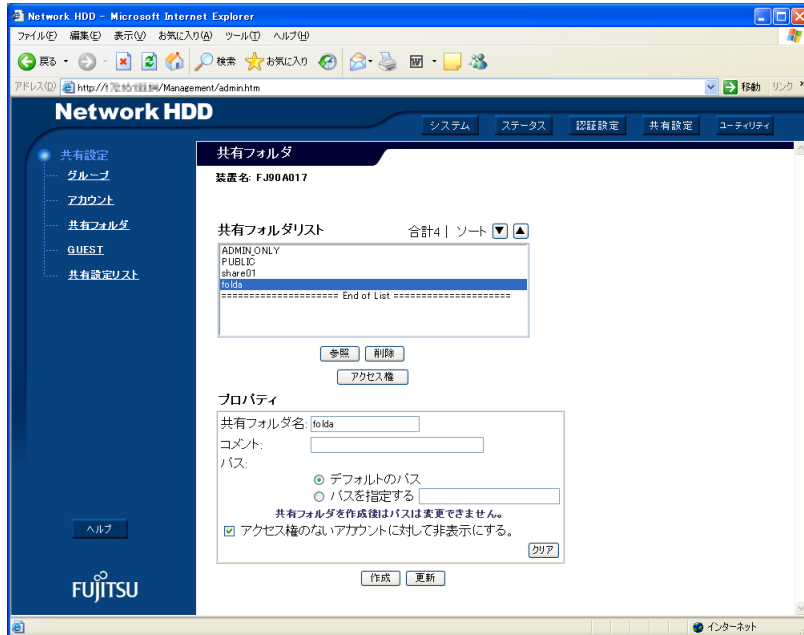 Network HDD - Microsoft Internet Explorer
ファイル(F) 編集(E) 表示(V) お気に入り(A) ツール(T) ヘルプ(H)
戻る 検索 お気に入り
アドレス(D) /Management/admin.htm 移動 リンク »
Network HDD
システム ステータス 認証設定 共有設定 ユーティリティ
共有設定
グループ
アカウント
共有フォルダ
GUEST
共有設定リスト
ヘルプ
FUJITSU
共有フォルダ
装置名: FJ90A017
共有フォルダリスト 合計4 | ソート ▼ ▲
ADMIN_ONLY
PUBLIC
share01
folda
===================== End of List =====================
参照 削除
アクセス権
プロパティ
共有フォルダ名: folda
コメント:
パス:
デフォルトのパス
パスを指定する
共有フォルダを作成後はパスは変更できません。
アクセス権のないアカウントに対して非表示にする。
クリア
作成 更新
インターネット